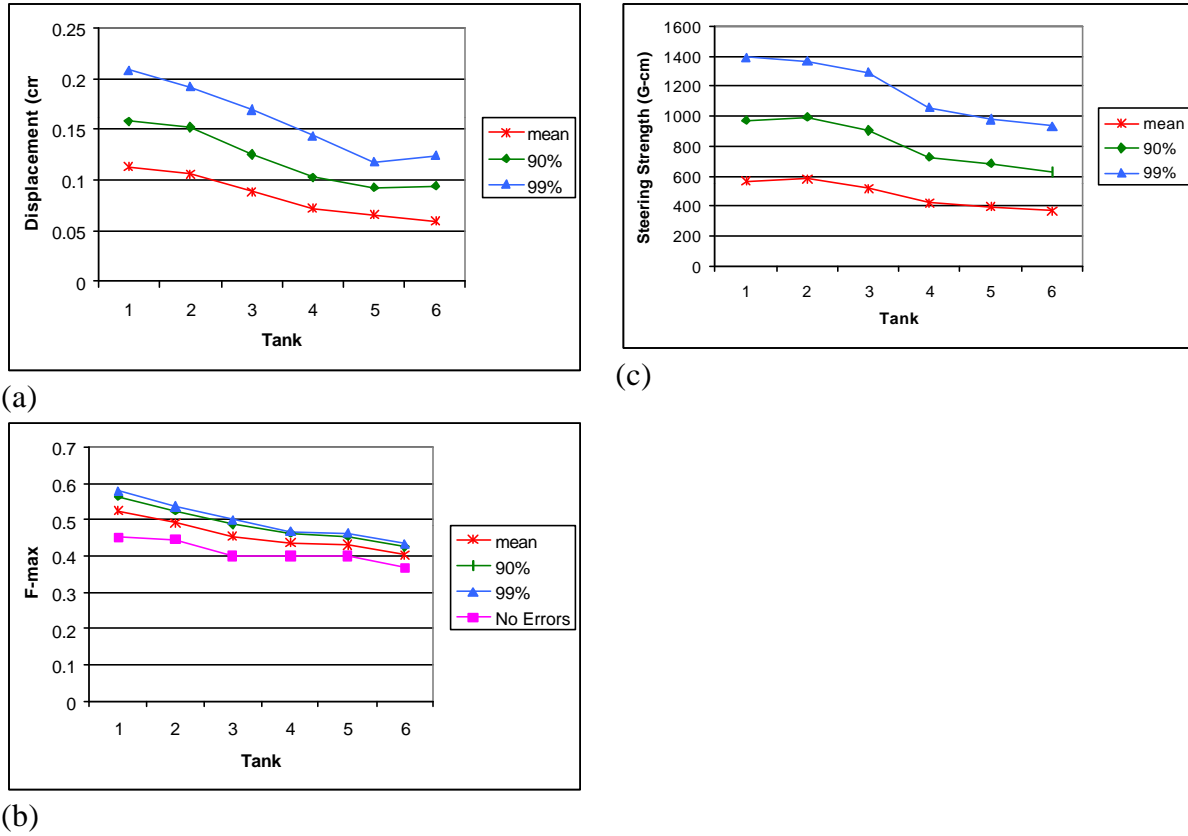 0.25
0.2
0.15
0.1
0.05
0
Displacement (cm
1 2 3 4 5 6
Tank
mean
90%
99%
(a)
1600
1400
1200
1000
800
600
400
200
0
Steering Strength (G-cm)
1 2 3 4 5 6
Tank
mean
90%
99%
(c)
0.7
0.6
0.5
0.4
0.3
0.2
0.1
0
F-max
1 2 3 4 5 6
Tank
mean
90%
99%
No Errors
(b)